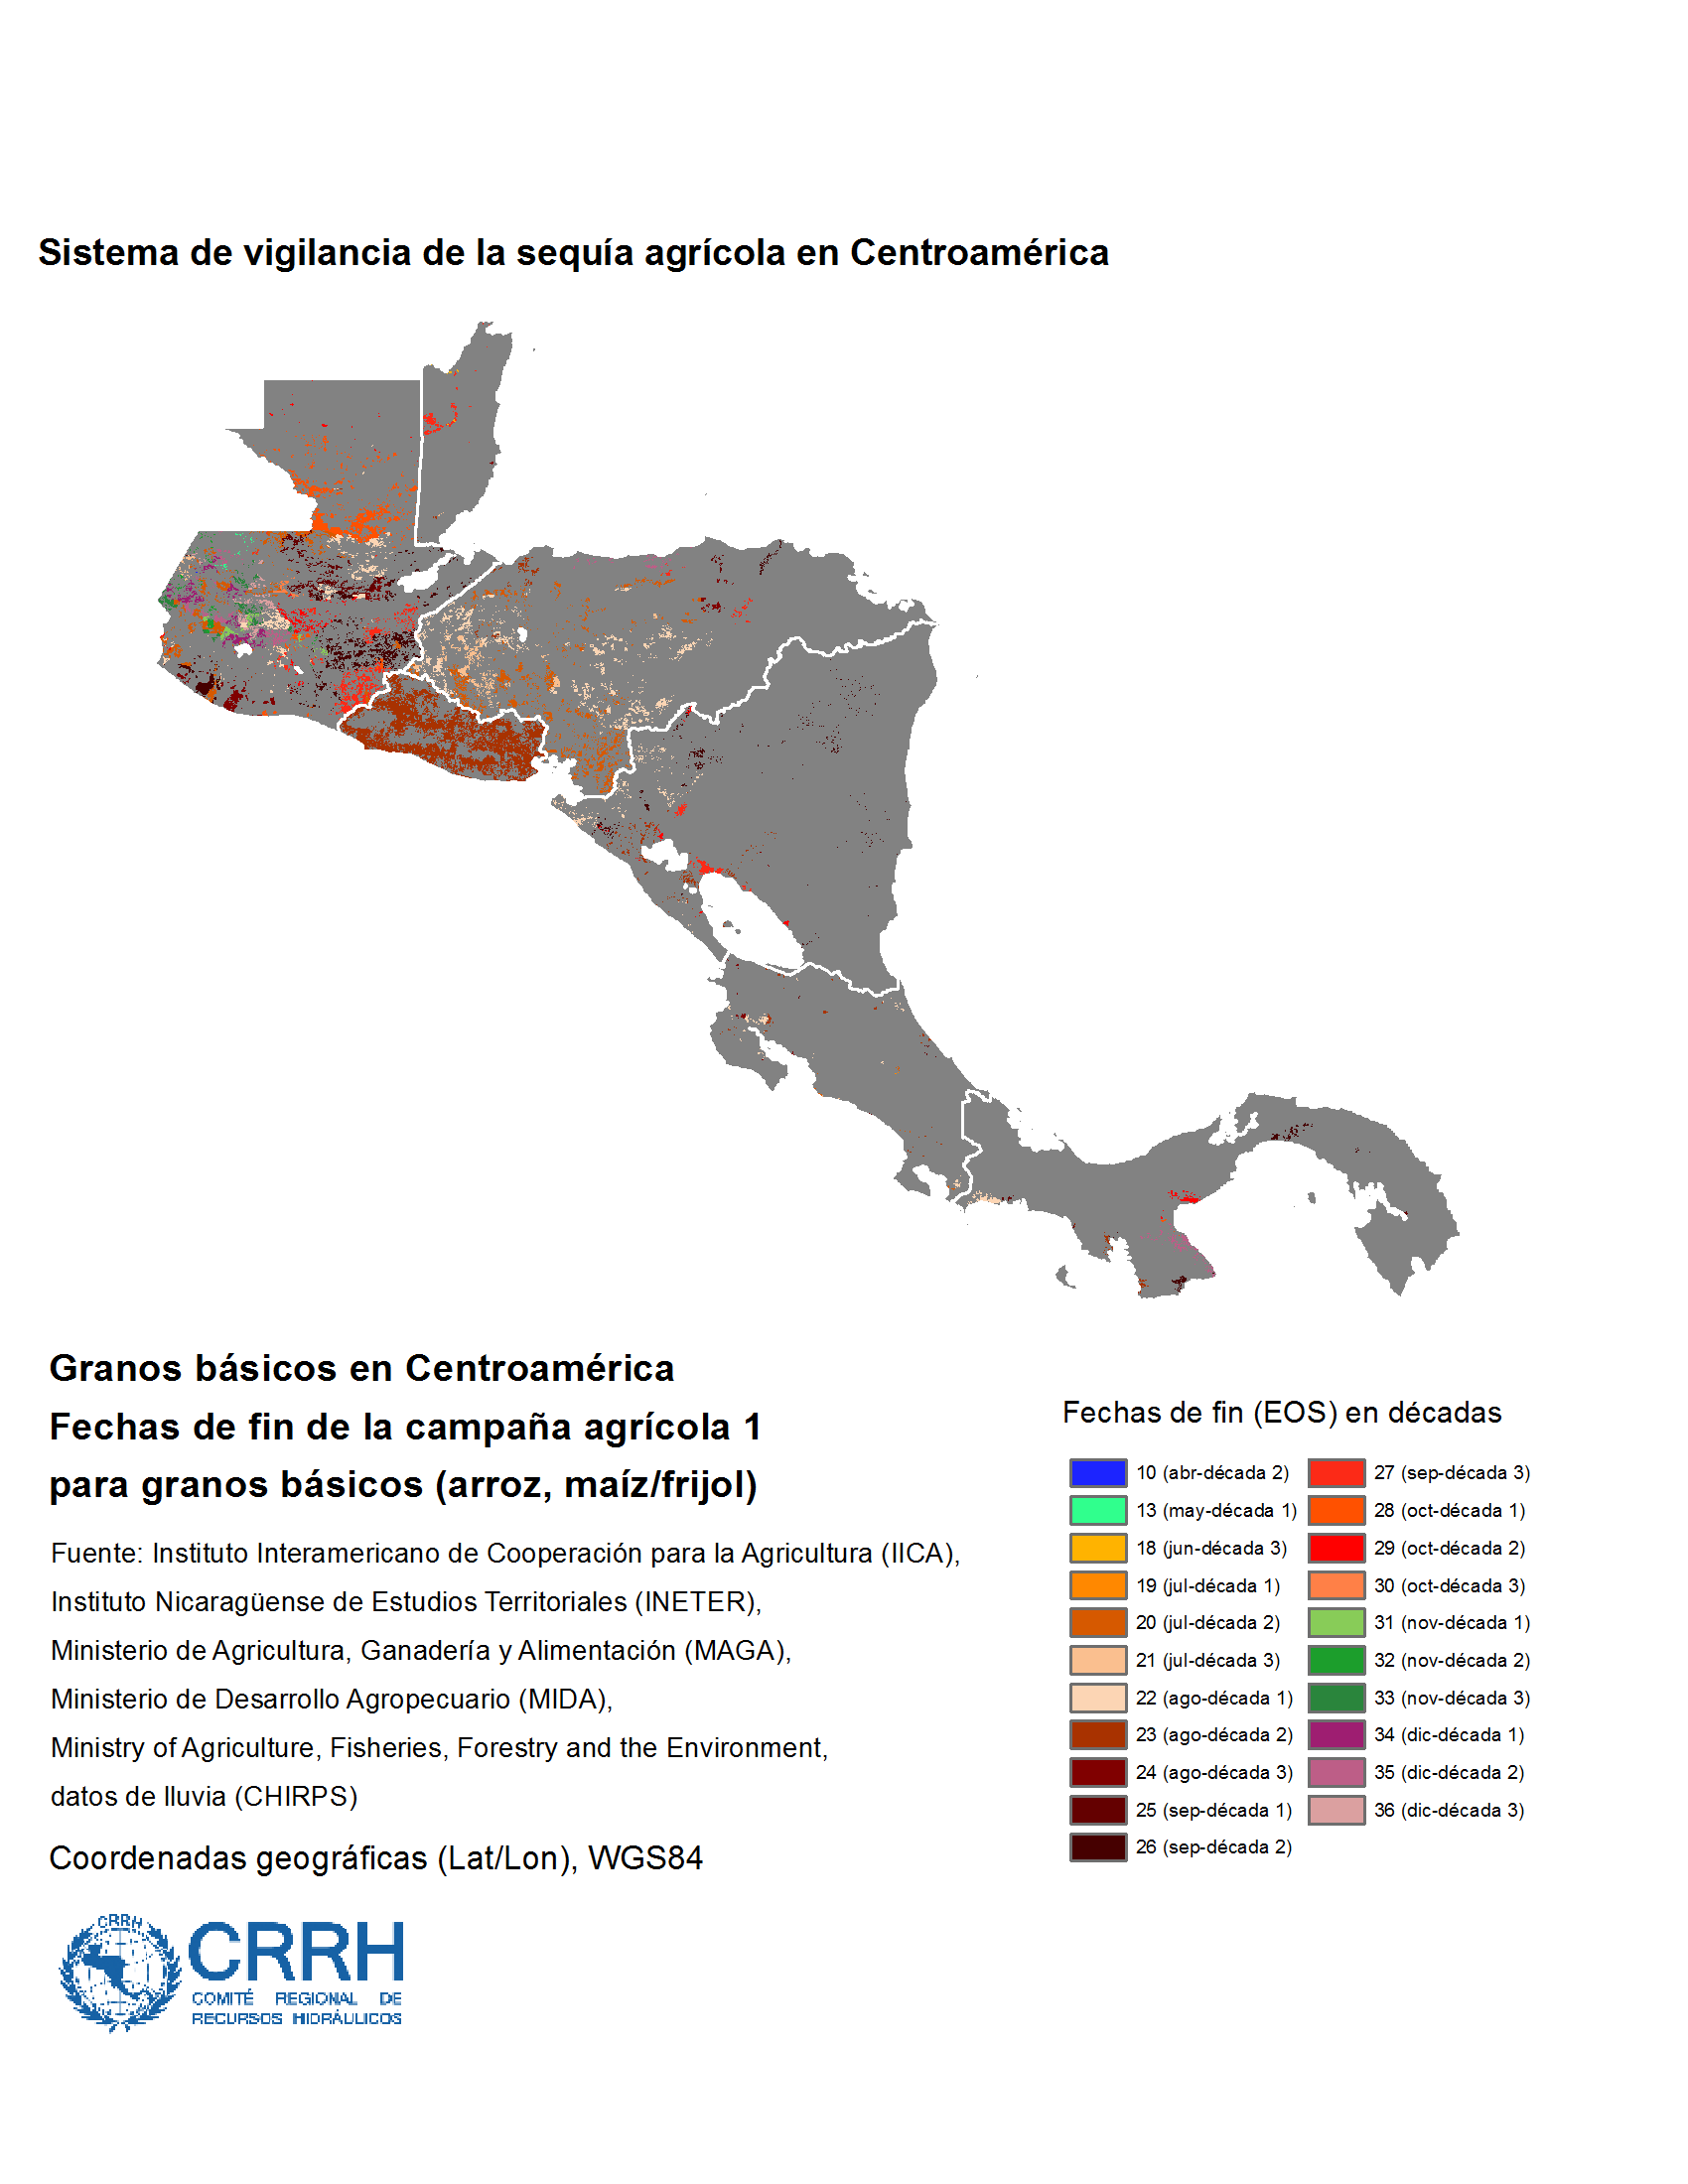 Sistema de vigilancia de la sequía agrícola en Centroamérica
Granos básicos en Centroamérica
Fechas de fin de la campaña agrícola 1
para granos básicos (arroz, maíz/frijol)
Fuente: Instituto Interamericano de Cooperación para la Agricultura (IICA),
Instituto Nicaragüense de Estudios Territoriales (INETER),
Ministerio de Agricultura, Ganadería y Alimentación (MAGA),
Ministerio de Desarrollo Agropecuario (MIDA),
Ministry of Agriculture, Fisheries, Forestry and the Environment,
datos de lluvia (CHIRPS)
Coordenadas geográficas (Lat/Lon), WGS84
CRRH
CRRH
COMITÉ REGIONAL DE
RECURSOS HIDRÁULICOS
Fechas de fin (EOS) en décadas
10 (abr-década 2)
13 (may-década 1)
18 (jun-década 3)
19 (jul-década 1)
20 (jul-década 2)
21 (jul-década 3)
22 (ago-década 1)
23 (ago-década 2)
24 (ago-década 3)
25 (sep-década 1)
26 (sep-década 2)
27 (sep-década 3)
28 (oct-década 1)
29 (oct-década 2)
30 (oct-década 3)
31 (nov-década 1)
32 (nov-década 2)
33 (nov-década 3)
34 (dic-década 1)
35 (dic-década 2)
36 (dic-década 3)